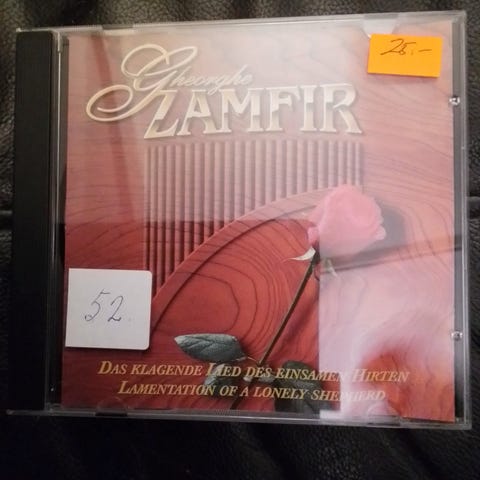 Gheorghe
ZAMFIR
25.-
52.
DAS KLAGENDE LIED DES EINSAMEN HIRTEN
LAMENTATION OF A LONELY SHEPHERD